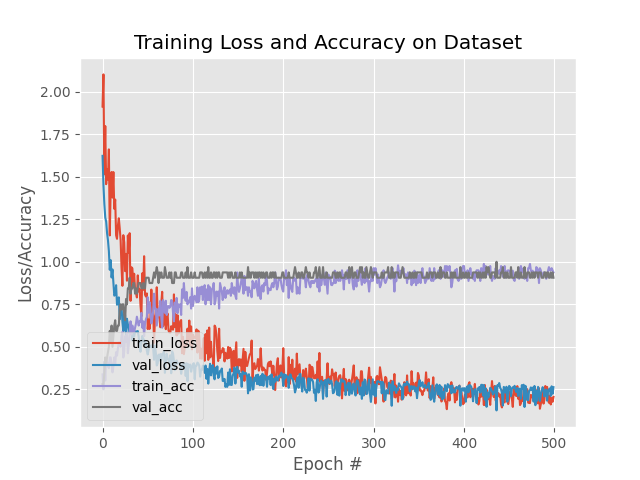 Training Loss and Accuracy on Dataset
Loss/Accuracy
2.00
1.75
1.50
1.25
1.00
0.75
0.50
0.25
train_loss
val_loss
train_acc
val_acc
0 100 200 300 400 500
Epoch #